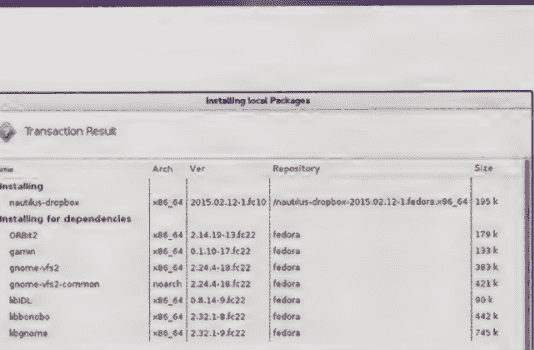 Installing local Packages
Transaction Result
Arch Ver Repository Size
Installing
nautilus-dropbox x86_64 2015.02.12-1.fc10 /nautilus-dropbox-2015.02.12-1.fedora.x86_64 195 k
Installing for dependencies
ORBit2 x86_64 2.14.19-13.fc22 fedora 179 k
gamin x86_64 0.1.10-17.fc22 fedora 133 k
gnome-vfs2 x86_64 2.24.4-18.fc22 fedora 383 k
gnome-vfs2-common noarch 2.24.4-18.fc22 fedora 421 k
libIDL x86_64 0.8.14-9.fc22 fedora 90 k
libbonobo x86_64 2.32.1-8.fc22 fedora 442 k
libgnome x86_64 2.32.1-9.fc22 fedora 745 k